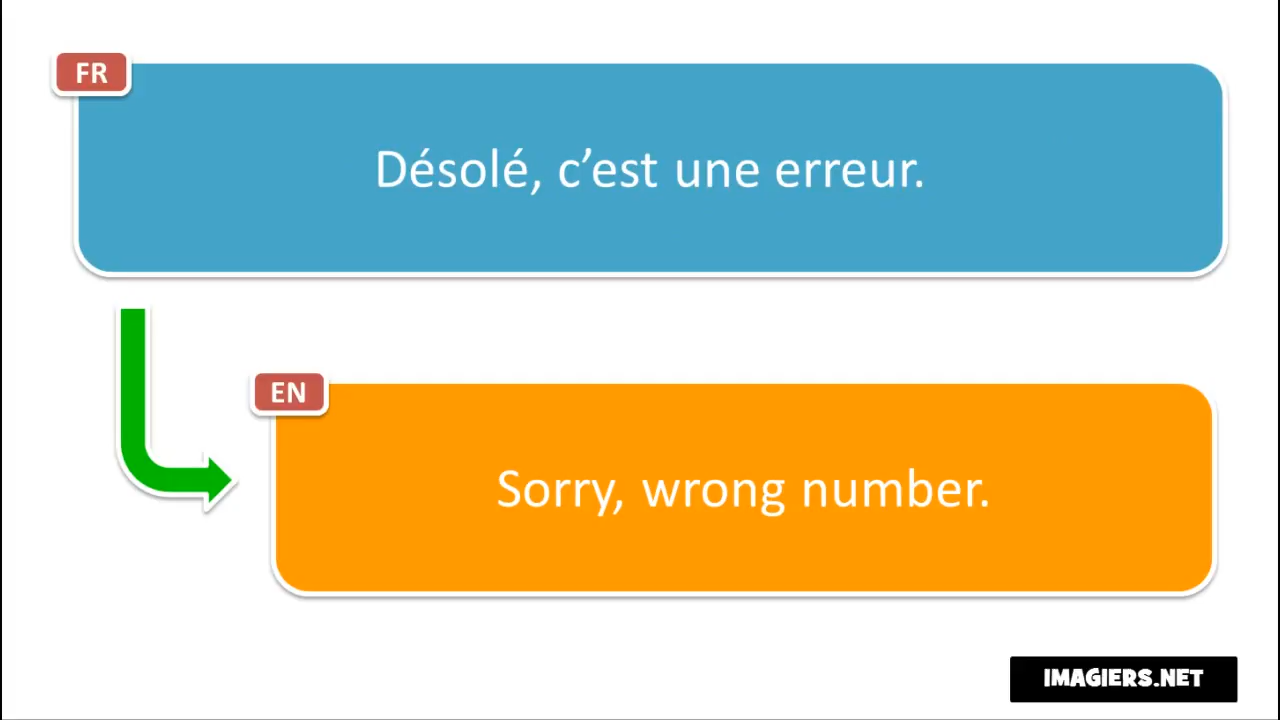 FR
Désolé, c’est une erreur.
EN
Sorry, wrong number.
IMAGIERS.NET